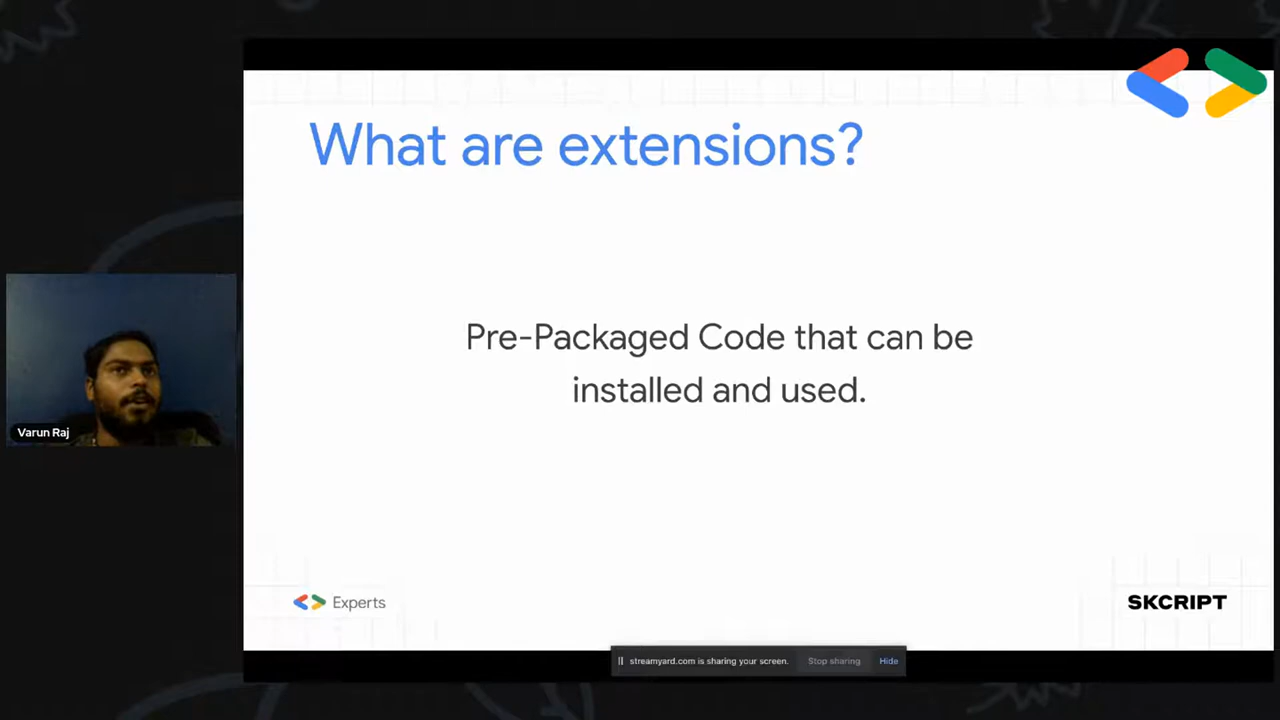 What are extensions?
Pre-Packaged Code that can be
installed and used.
Varun Raj
Experts
SKCRIPT
streamyard.com is sharing your screen.
Stop sharing
Hide